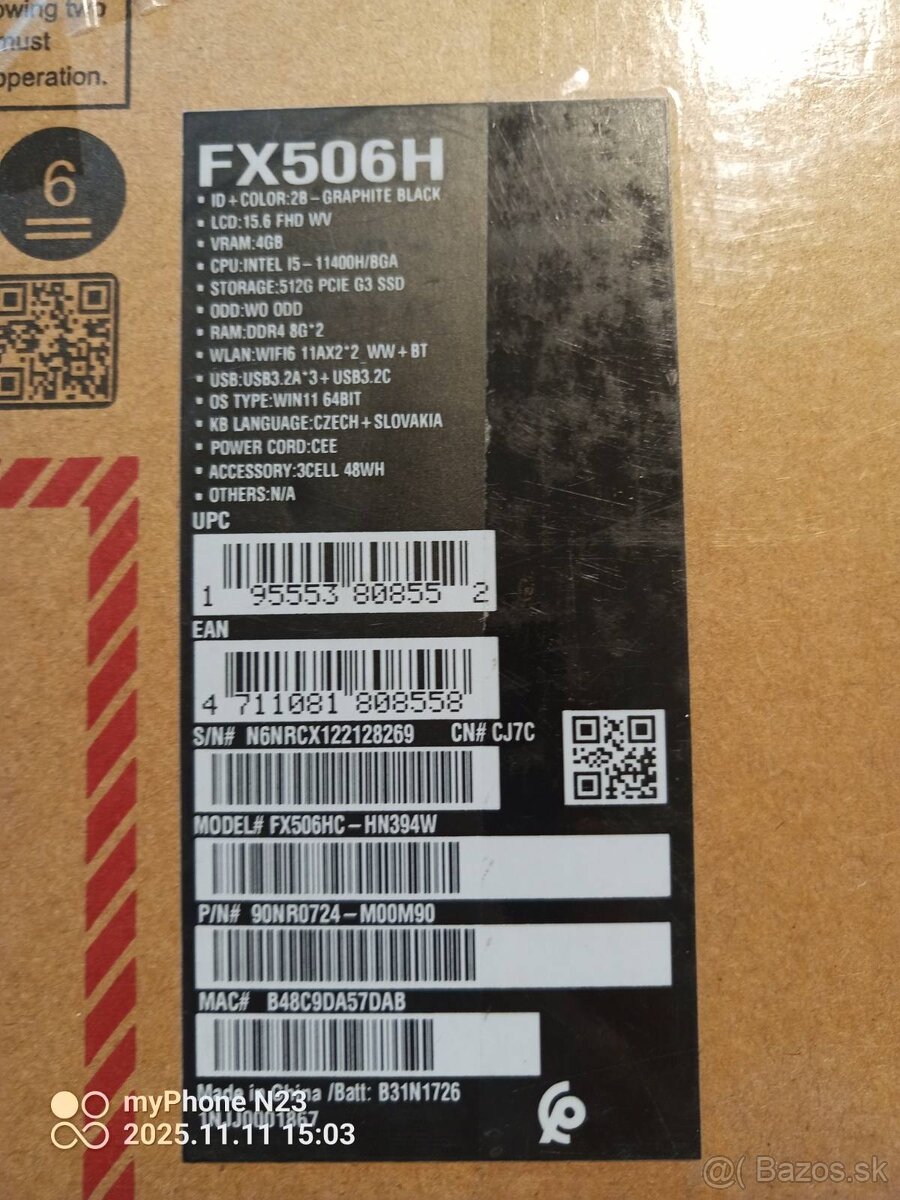 owing two
must
operation.
6
FX506H
▪ ID+COLOR:2B-GRAPHITE BLACK
▪ LCD:15.6 FHD WV
▪ VRAM:4GB
▪ CPU:INTEL I5-11400H/BGA
▪ STORAGE:512G PCIE G3 SSD
▪ ODD:WO ODD
▪ RAM:DDR4 8G*2
▪ WLAN:WIFI6 11AX2*2_WW+BT
▪ USB:USB3.2A*3+USB3.2C
▪ OS TYPE:WIN11 64BIT
▪ KB LANGUAGE:CZECH+SLOVAKIA
▪ POWER CORD:CEE
▪ ACCESSORY:3CELL 48WH
▪ OTHERS:N/A
UPC
1 95553 80855 2
EAN
4 711081 808558
S/N# N6NRCX122128269 CN# CJ7C
MODEL# FX506HC-HN394W
P/N# 90NR0724-M00M90
MAC# B48C9DA57DAB
Made in China /Batt: B31N1726
1NJJ0001867
myPhone N23
2025.11.11 15:03
@( Bazos.sk